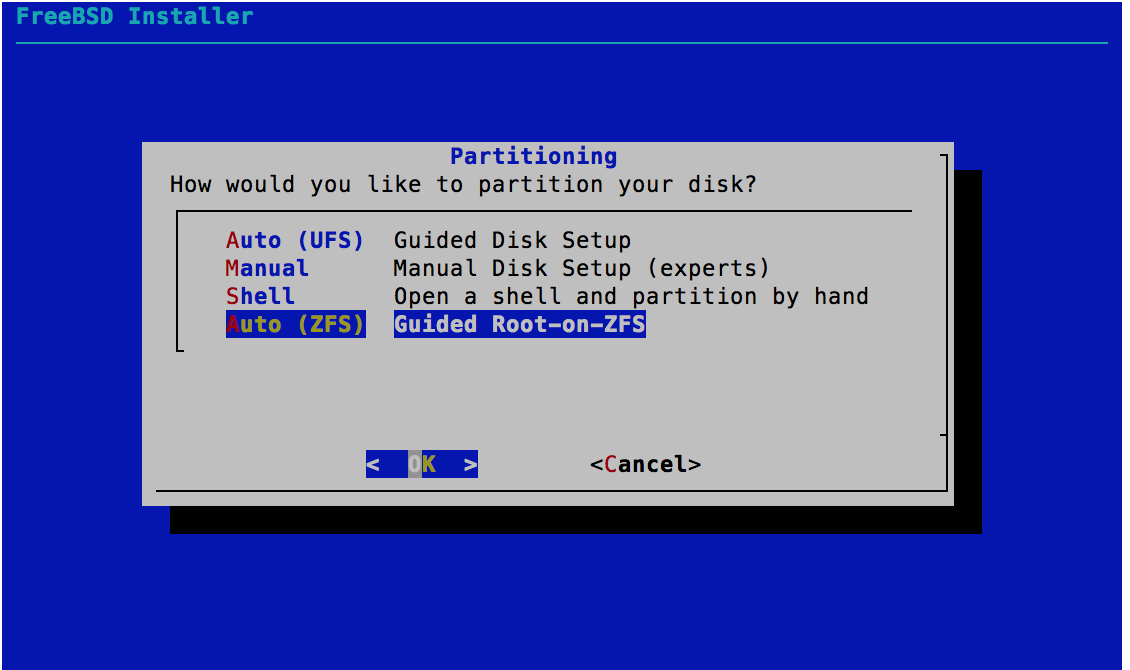 FreeBSD Installer
Partitioning
How would you like to partition your disk?
Auto (UFS) Guided Disk Setup
Manual Manual Disk Setup (experts)
Shell Open a shell and partition by hand
Auto (ZFS) Guided Root-on-ZFS
< OK > <Cancel>